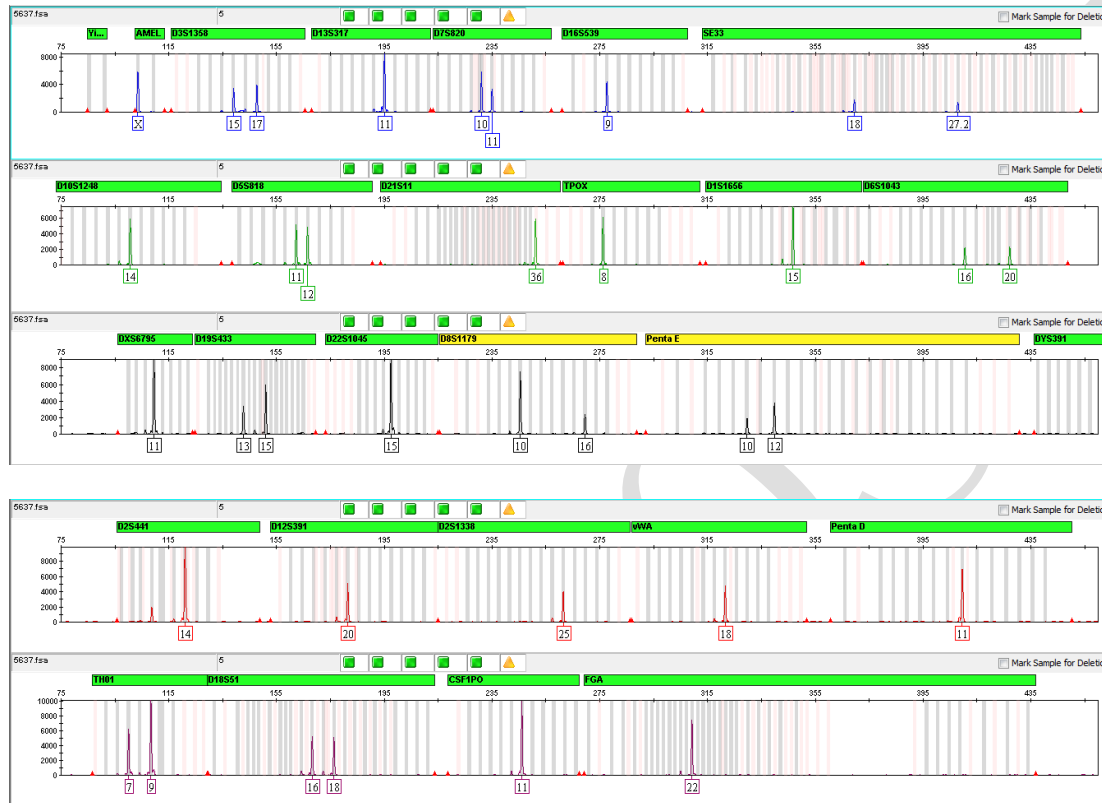 5637.fsa 5 Mark Sample for Deletic
Yi... AMEL D3S1358 D13S317 D7S820 D16S539 SE33
75 115 155 195 235 275 315 355 395 435
8000
4000
0
X 15 17 11 10 9 18 27.2
11
5637.fsa 5 Mark Sample for Deletic
D10S1248 D5S818 D21S11 TPOX D1S1656 D6S1043
75 115 155 195 235 275 315 355 395 435
6000
4000
2000
0
14 11 36 8 15 16 20
12
5637.fsa 5 Mark Sample for Deletic
DXS6795 D19S433 D22S1045 D8S1179 Penta E DYS391
75 115 155 195 235 275 315 355 395 435
8000
6000
4000
2000
0
11 13 15 15 10 16 10 12
5637.fsa 5 Mark Sample for Deletic
D2S441 D12S391 D2S1338 vWA Penta D
75 115 155 195 235 275 315 355 395 435
8000
6000
4000
2000
0
14 20 25 18 11
5637.fsa 5 Mark Sample for Deletic
TH01 D18S51 CSF1PO FGA
75 115 155 195 235 275 315 355 395 435
10000
8000
6000
4000
2000
0
7 9 16 18 11 22